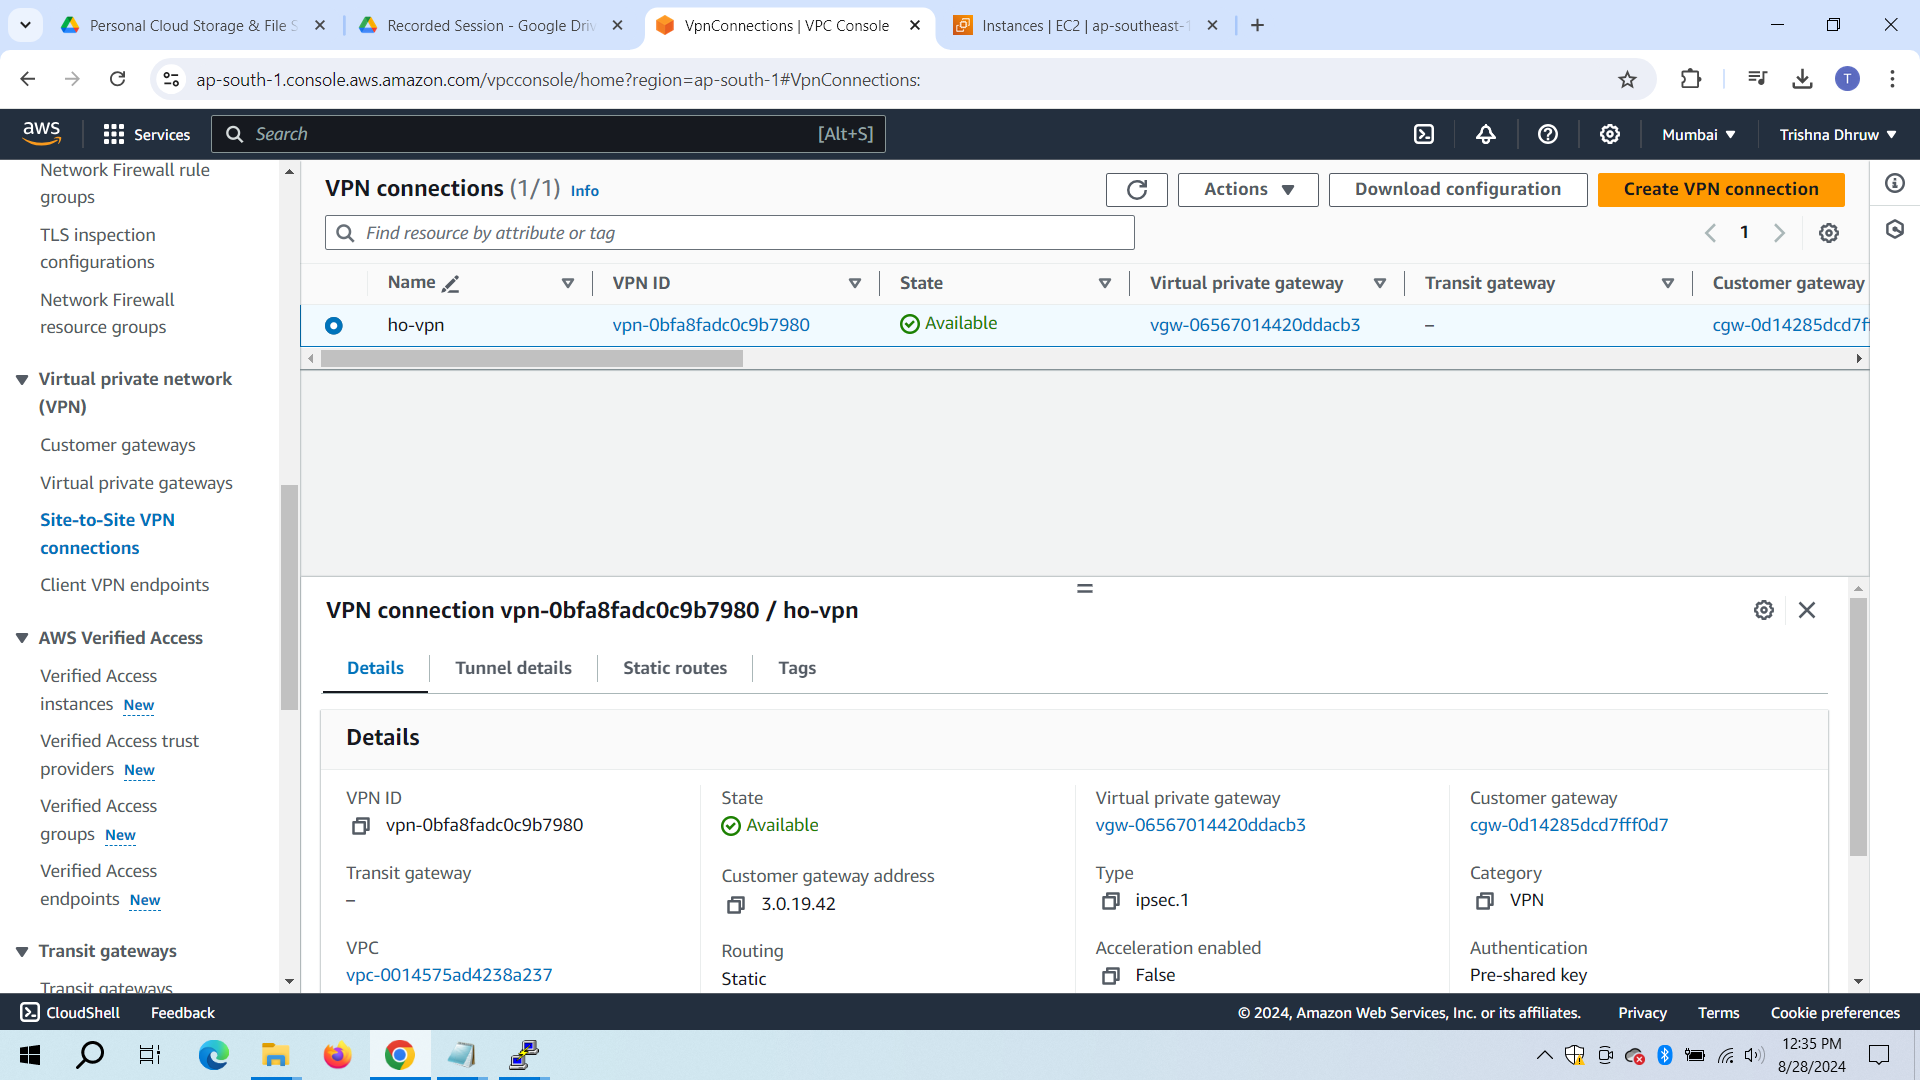 Personal Cloud Storage & File S
Recorded Session - Google Driv
VpnConnections | VPC Console
Instances | EC2 | ap-southeast-1
ap-south-1.console.aws.amazon.com/vpcconsole/home?region=ap-south-1#VpnConnections:
T
aws
Services
Search
[Alt+S]
Mumbai
Trishna Dhruw
Network Firewall rule
groups
TLS inspection
configurations
Network Firewall
resource groups
Virtual private network
(VPN)
Customer gateways
Virtual private gateways
Site-to-Site VPN
connections
Client VPN endpoints
AWS Verified Access
Verified Access
instances New
Verified Access trust
providers New
Verified Access
groups New
Verified Access
endpoints New
Transit gateways
Transit gateways
VPN connections (1/1) Info
Actions
Download configuration
Create VPN connection
Find resource by attribute or tag
1
Name VPN ID State Virtual private gateway Transit gateway Customer gateway
ho-vpn vpn-0bfa8fadc0c9b7980 Available vgw-06567014420ddacb3 – cgw-0d14285dcd7ff
VPN connection vpn-0bfa8fadc0c9b7980 / ho-vpn
Details Tunnel details Static routes Tags
Details
VPN ID
vpn-0bfa8fadc0c9b7980
State
Available
Virtual private gateway
vgw-06567014420ddacb3
Customer gateway
cgw-0d14285dcd7fff0d7
Transit gateway
–
Customer gateway address
3.0.19.42
Type
ipsec.1
Category
VPN
VPC
vpc-0014575ad4238a237
Routing
Static
Acceleration enabled
False
Authentication
Pre-shared key
CloudShell Feedback
© 2024, Amazon Web Services, Inc. or its affiliates. Privacy Terms Cookie preferences
12:35 PM
8/28/2024